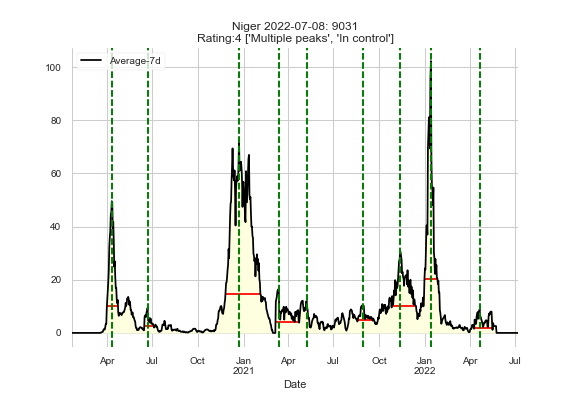 Niger 2022-07-08: 9031
Rating:4 ['Multiple peaks', 'In control']
Average-7d
100
80
60
40
20
0
Apr Jul Oct Jan Apr Jul Oct Jan Apr Jul
2021 2022
Date